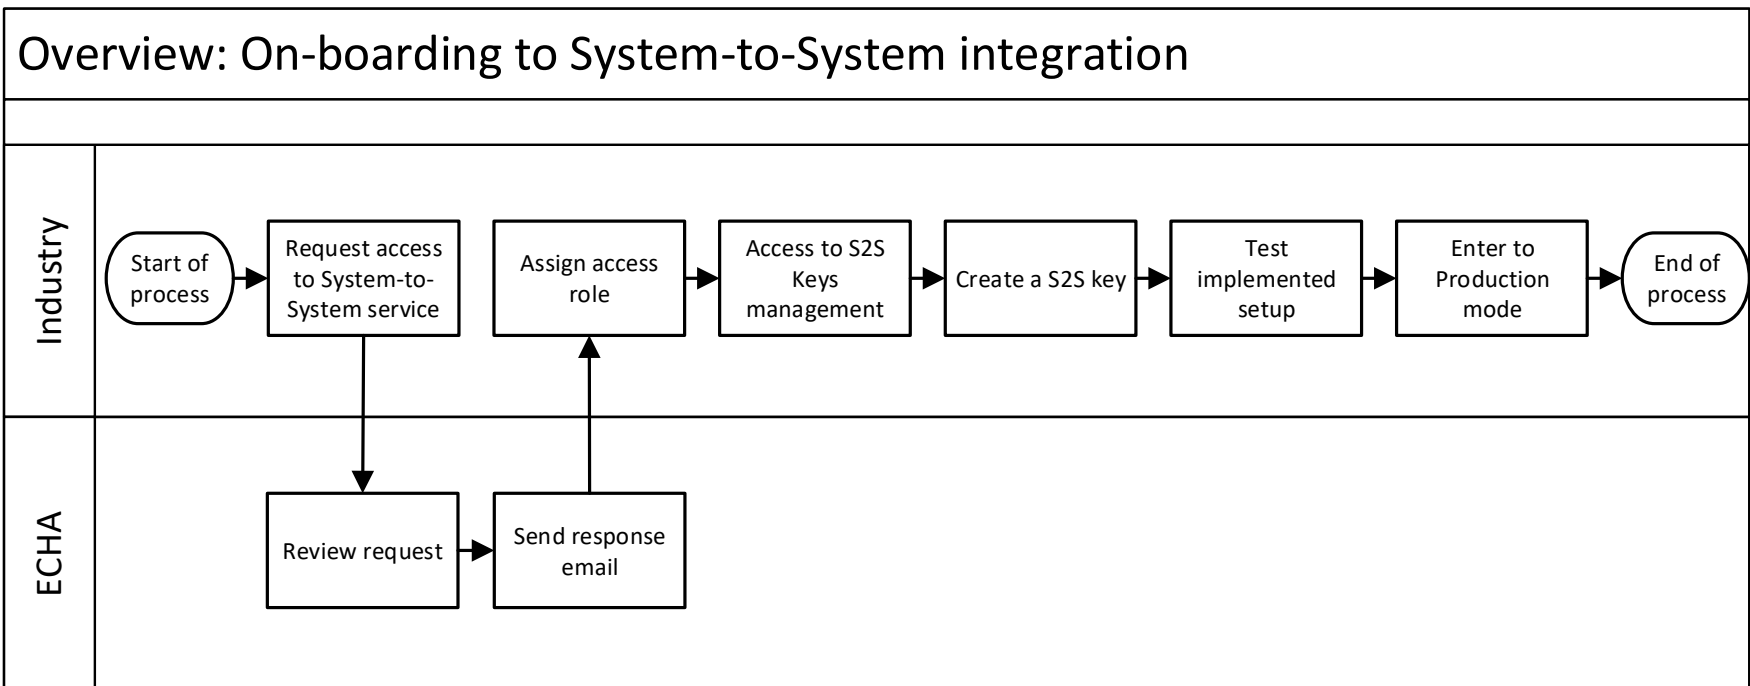 Overview: On-boarding to System-to-System integration
Industry
Start of
process
Request access
to System-to-
System service
Assign access
role
Access to S2S
Keys
management
Create a S2S key
Test
implemented
setup
Enter to
Production
mode
End of
process
ECHA
Review request
Send response
email